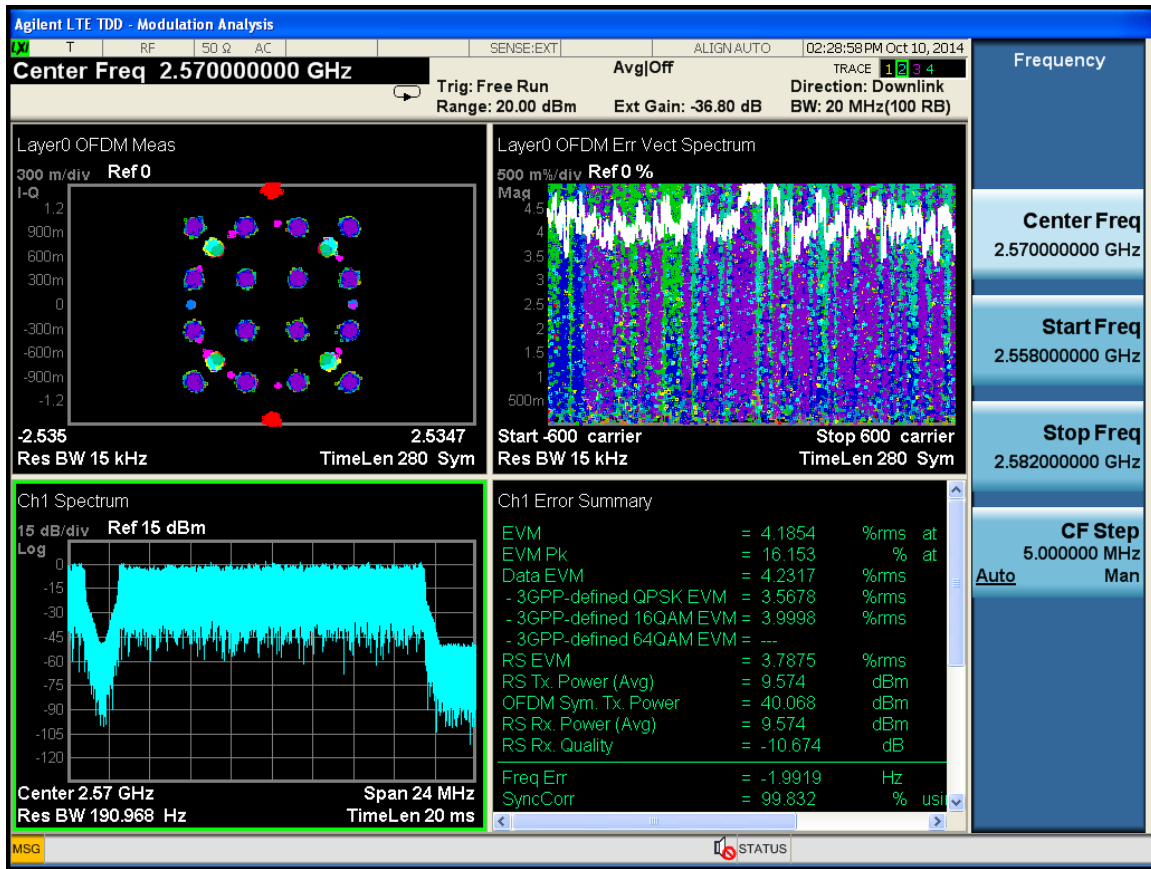 Agilent LTE TDD - Modulation Analysis
LXI T RF 50 Ω AC SENSE:EXT ALIGN AUTO 02:28:58 PM Oct 10, 2014
Center Freq 2.570000000 GHz
Avg|Off
TRACE 1 2 3 4
Trig: Free Run
Direction: Downlink
Range: 20.00 dBm Ext Gain: -36.80 dB BW: 20 MHz(100 RB)
Layer0 OFDM Meas
300 m/div Ref 0
I-Q
1.2
900m
600m
300m
0
-300m
-600m
-900m
-1.2
-2.535 2.5347
Res BW 15 kHz TimeLen 280 Sym
Layer0 OFDM Err Vect Spectrum
500 m%/div Ref 0 %
Mag
4.5
4
3.5
3
2.5
2
1.5
1
500m
Start -600 carrier Stop 600 carrier
Res BW 15 kHz TimeLen 280 Sym
Ch1 Spectrum
15 dB/div Ref 15 dBm
Log
0
-15
-30
-45
-60
-75
-90
-105
-120
Center 2.57 GHz Span 24 MHz
Res BW 190.968 Hz TimeLen 20 ms
Ch1 Error Summary
EVM = 4.1854 %rms at
EVM Pk = 16.153 % at
Data EVM = 4.2317 %rms
- 3GPP-defined QPSK EVM = 3.5678 %rms
- 3GPP-defined 16QAM EVM = 3.9998 %rms
- 3GPP-defined 64QAM EVM = ---
RS EVM = 3.7875 %rms
RS Tx. Power (Avg) = 9.574 dBm
OFDM Sym. Tx. Power = 40.068 dBm
RS Rx. Power (Avg) = 9.574 dBm
RS Rx. Quality = -10.674 dB
Freq Err = -1.9919 Hz
SyncCorr = 99.832 % usi
Frequency
Center Freq
2.570000000 GHz
Start Freq
2.558000000 GHz
Stop Freq
2.582000000 GHz
CF Step
5.000000 MHz
Auto Man
MSG STATUS